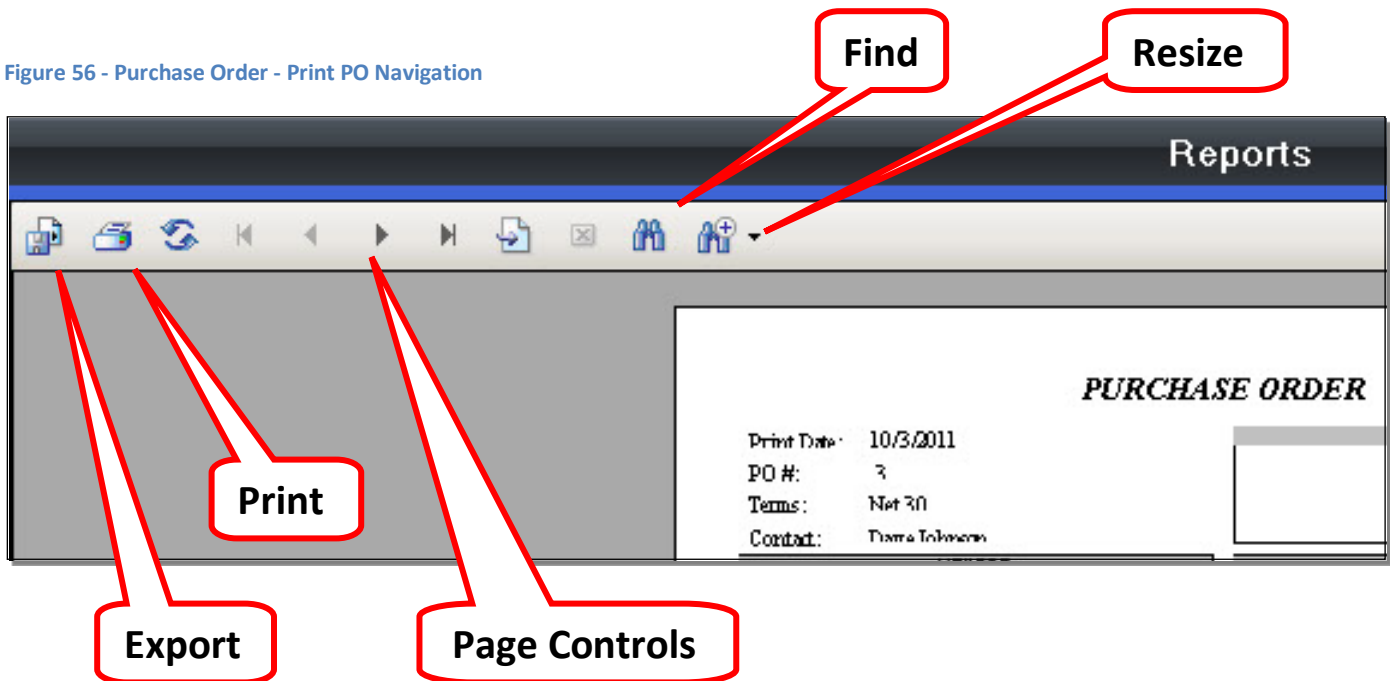 Find
Resize
Figure 56 - Purchase Order - Print PO Navigation
Reports
PURCHASE ORDER
Print Date: 10/3/2011
PO #: 3
Terms: Net 30
Contact:
Print
Export
Page Controls